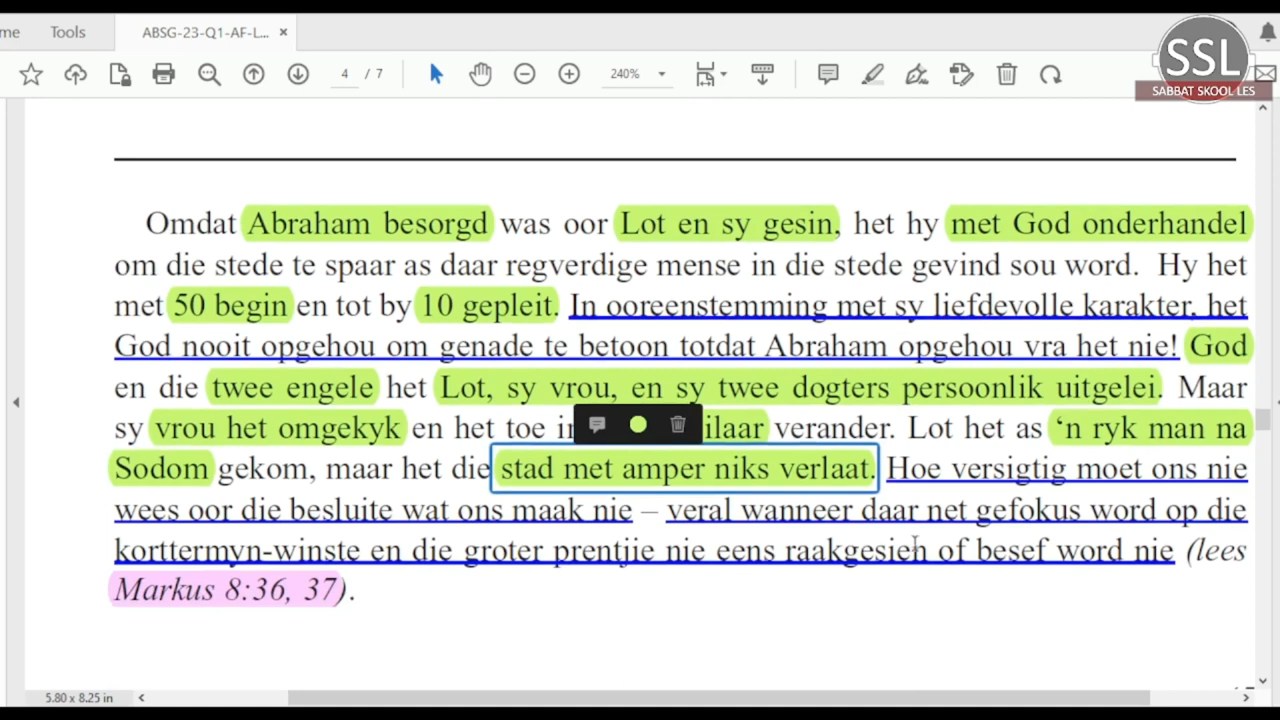 me Tools ABSG-23-Q1-AF-L... ×
SSL
SABBAT SKOOL LES
4 / 7 240%
Omdat Abraham besorgd was oor Lot en sy gesin, het hy met God onderhandel
om die stede te spaar as daar regverdige mense in die stede gevind sou word. Hy het
met 50 begin en tot by 10 gepleit. In ooreenstemming met sy liefdevolle karakter, het
God nooit opgehou om genade te betoon totdat Abraham opgehou vra het nie! God
en die twee engele het Lot, sy vrou, en sy twee dogters persoonlik uitgelei. Maar
sy vrou het omgekyk en het toe in ilaar verander. Lot het as ‘n ryk man na
Sodom gekom, maar het die stad met amper niks verlaat. Hoe versigtig moet ons nie
wees oor die besluite wat ons maak nie – veral wanneer daar net gefokus word op die
korttermyn-winste en die groter prentjie nie eens raakgesien of besef word nie (lees
Markus 8:36, 37).
5.80 x 8.25 in